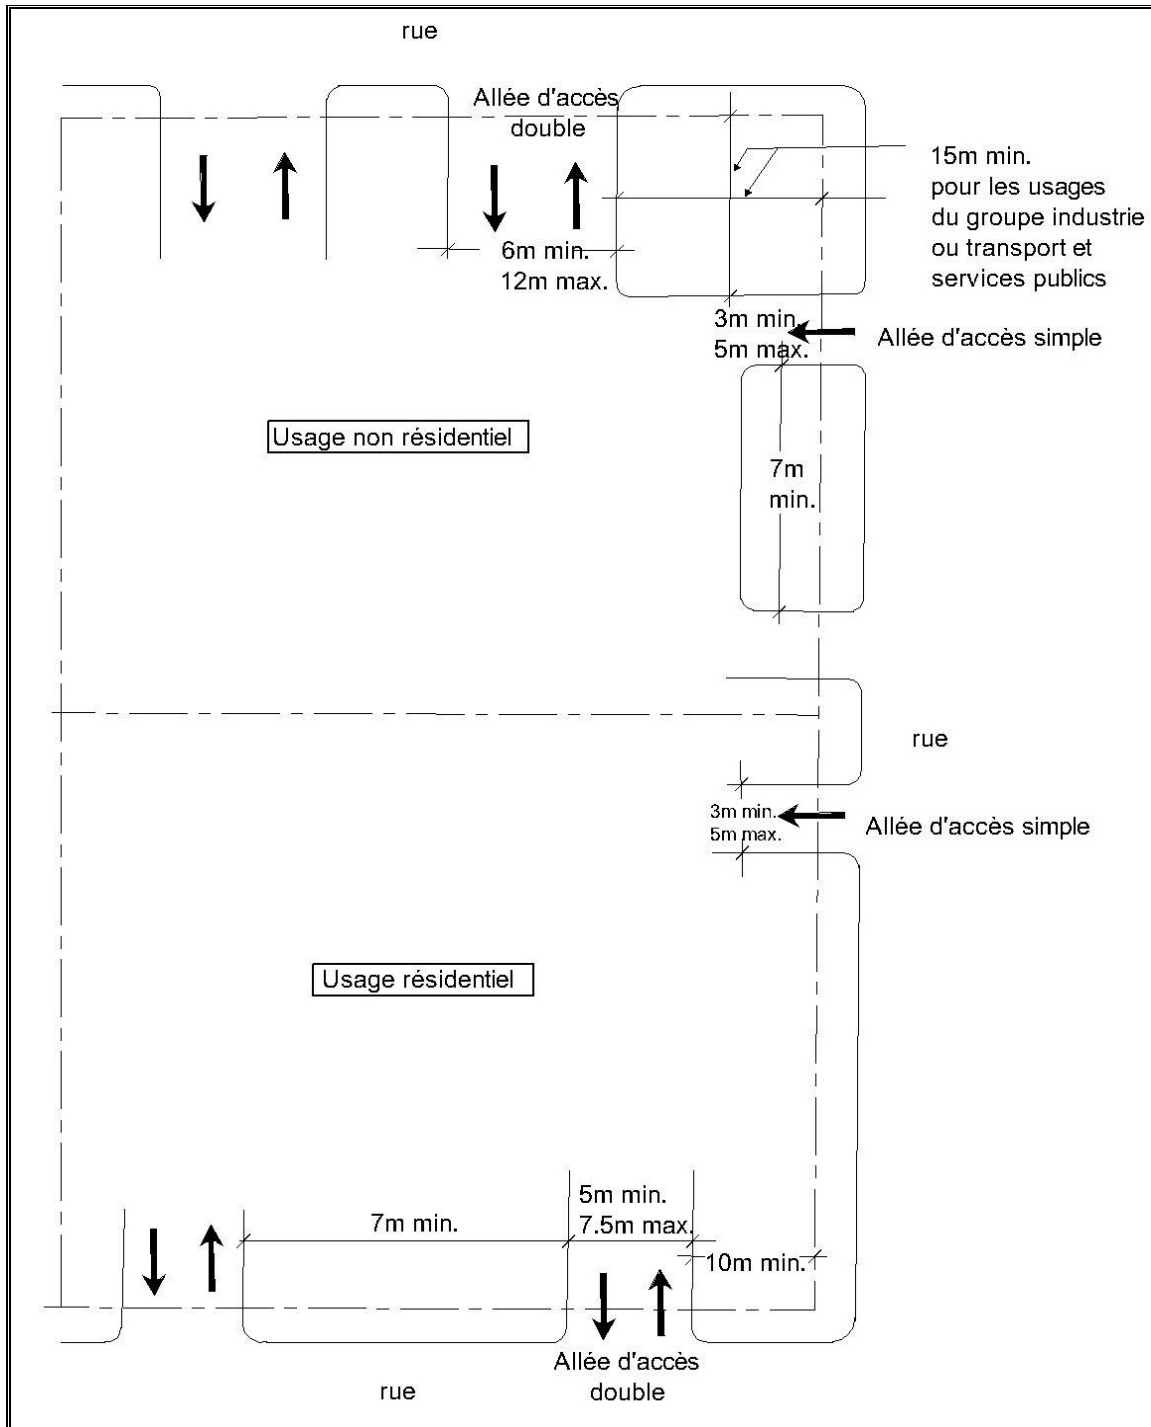 rue
Allée d'accès
double
15m min.
pour les usages
du groupe industrie
ou transport et
services publics
6m min.
12m max.
3m min.
5m max.
Allée d'accès simple
Usage non résidentiel
7m
min.
rue
3m min.
5m max.
Allée d'accès simple
Usage résidentiel
5m min.
7.5m max.
7m min.
10m min.
Allée d'accès
double
rue